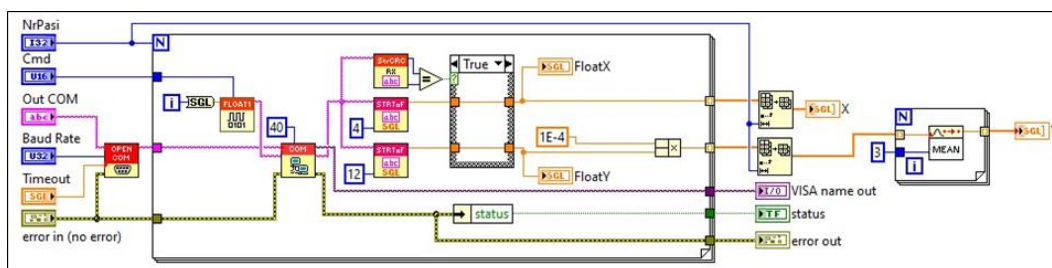 NrPasi
I32
Cmd
U16
Out COM
abc
Baud Rate
U32
Timeout
SGL
error in (no error)
OPEN
COM
N
i
SGL
FLOAT1
0101
40
COM
StrCRC
RX
abc
=
True
?
4
STRToF
abc
SGL
12
STRToF
abc
SGL
SGL
FloatX
1E-4
SGL
FloatY
status
X
SGL
I/O
VISA name out
TF
status
error out
N
3
i
MEAN
SGL